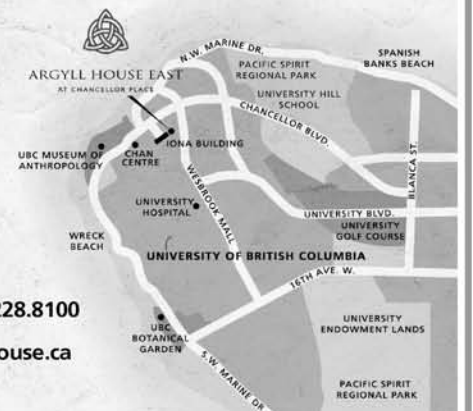 ARGYLL HOUSE EAST
AT CHANCELLOR PLACE
N.W. MARINE DR.
SPANISH
BANKS BEACH
PACIFIC SPIRIT
REGIONAL PARK
UNIVERSITY HILL
SCHOOL
CHANCELLOR BLVD.
IONA BUILDING
CHAN
CENTRE
UBC MUSEUM OF
ANTHROPOLOGY
BLANCA ST.
WESBROOK MALL
UNIVERSITY
HOSPITAL
UNIVERSITY BLVD.
UNIVERSITY
GOLF COURSE
WRECK
BEACH
UNIVERSITY OF BRITISH COLUMBIA
16TH AVE. W.
228.8100
ouse.ca
UBC
BOTANICAL
GARDEN
S.W. MARINE DR
UNIVERSITY
ENDOWMENT LANDS
PACIFIC SPIRIT
REGIONAL PARK